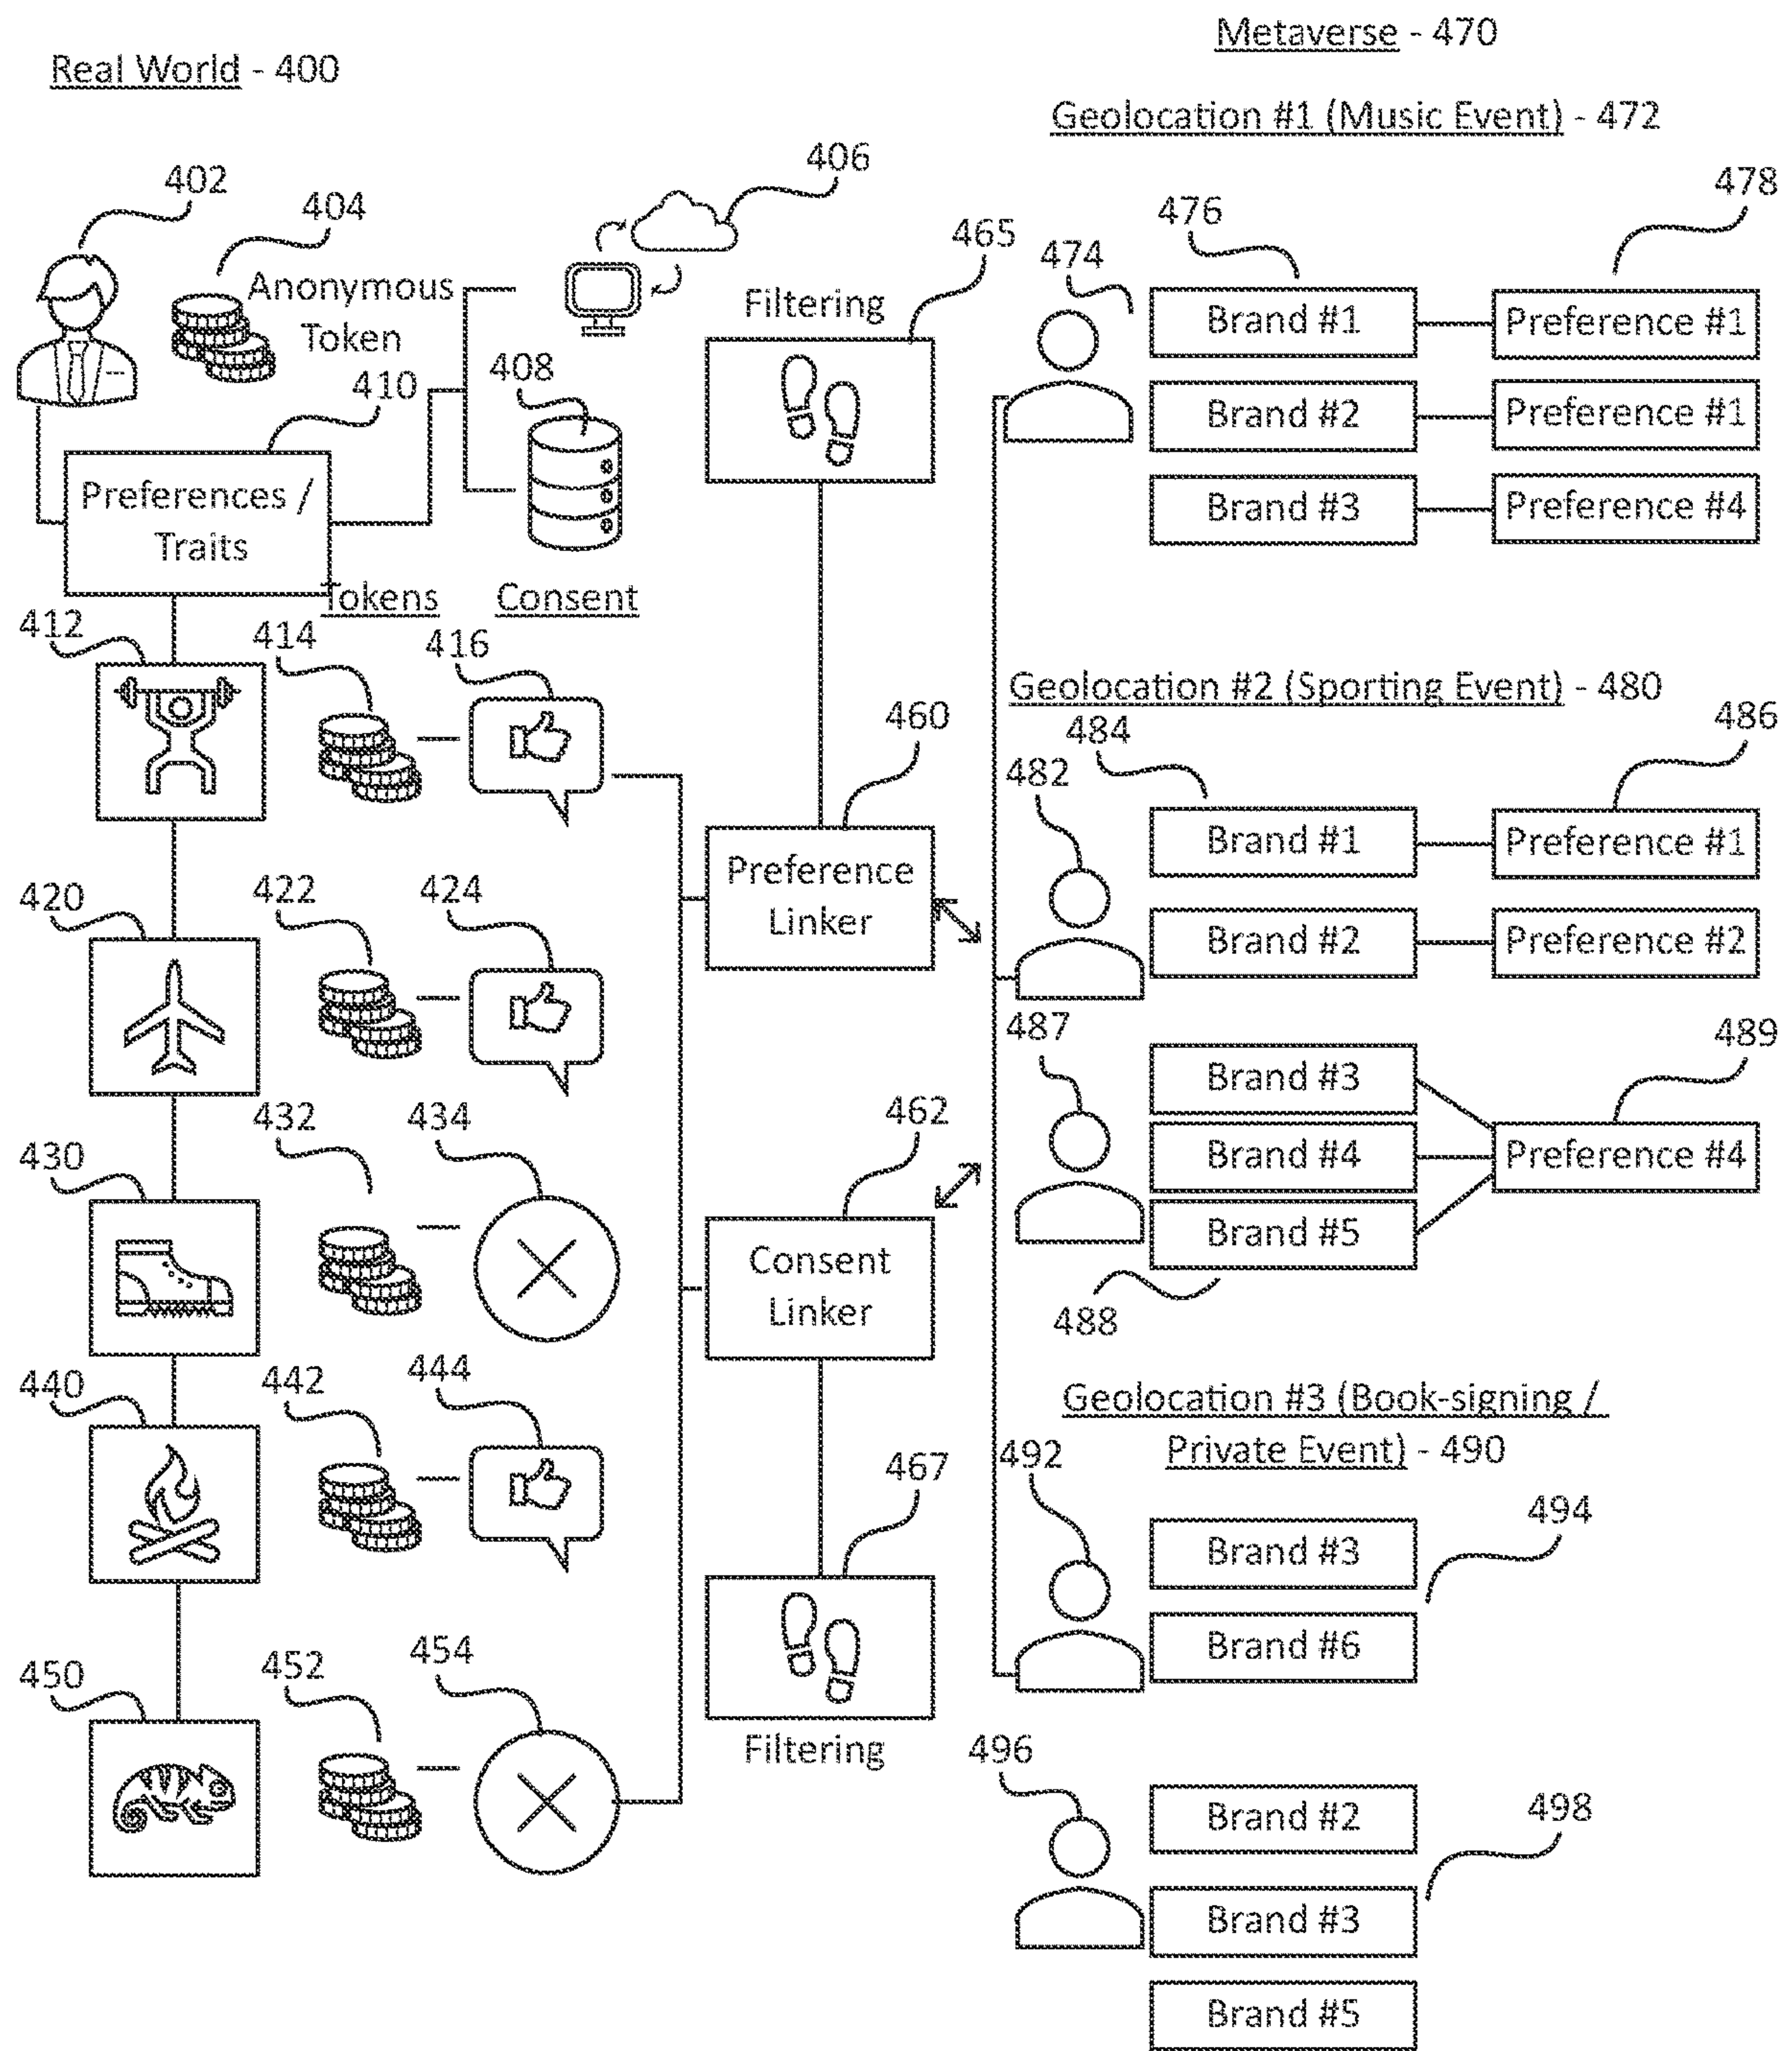 Real World - 400
Metaverse - 470
Geolocation #1 (Music Event) - 472
402
404
Anonymous
Token
406
408
410
Preferences /
Traits
Tokens
Consent
412
414
416
420
422
424
430
432
434
440
442
444
450
452
454
465
Filtering
460
Preference
Linker
462
Consent
Linker
467
Filtering
474
476
478
Brand #1
Preference #1
Brand #2
Preference #1
Brand #3
Preference #4
Geolocation #2 (Sporting Event) - 480
482
484
486
Brand #1
Preference #1
Brand #2
Preference #2
487
489
Brand #3
Brand #4
Preference #4
Brand #5
488
Geolocation #3 (Book-signing /
Private Event) - 490
492
494
Brand #3
Brand #6
496
498
Brand #2
Brand #3
Brand #5